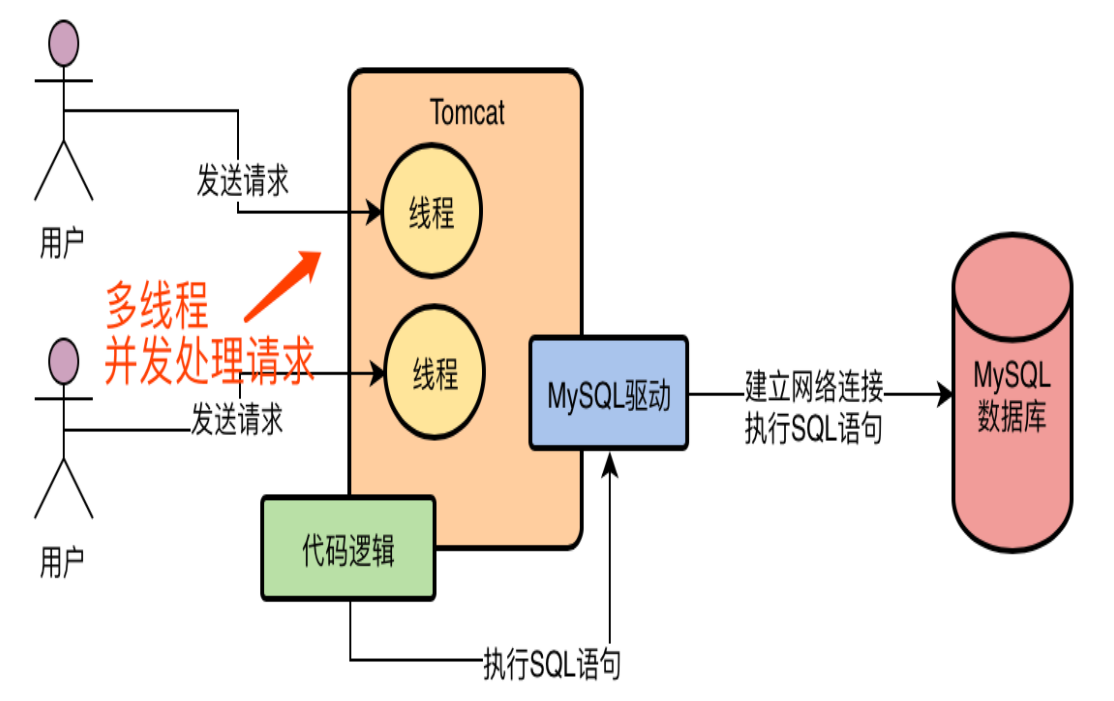 Tomcat
发送请求
线程
用户
多线程
并发处理请求
线程
发送请求
MySQL驱动
建立网络连接
执行SQL语句
MySQL
数据库
代码逻辑
用户
执行SQL语句